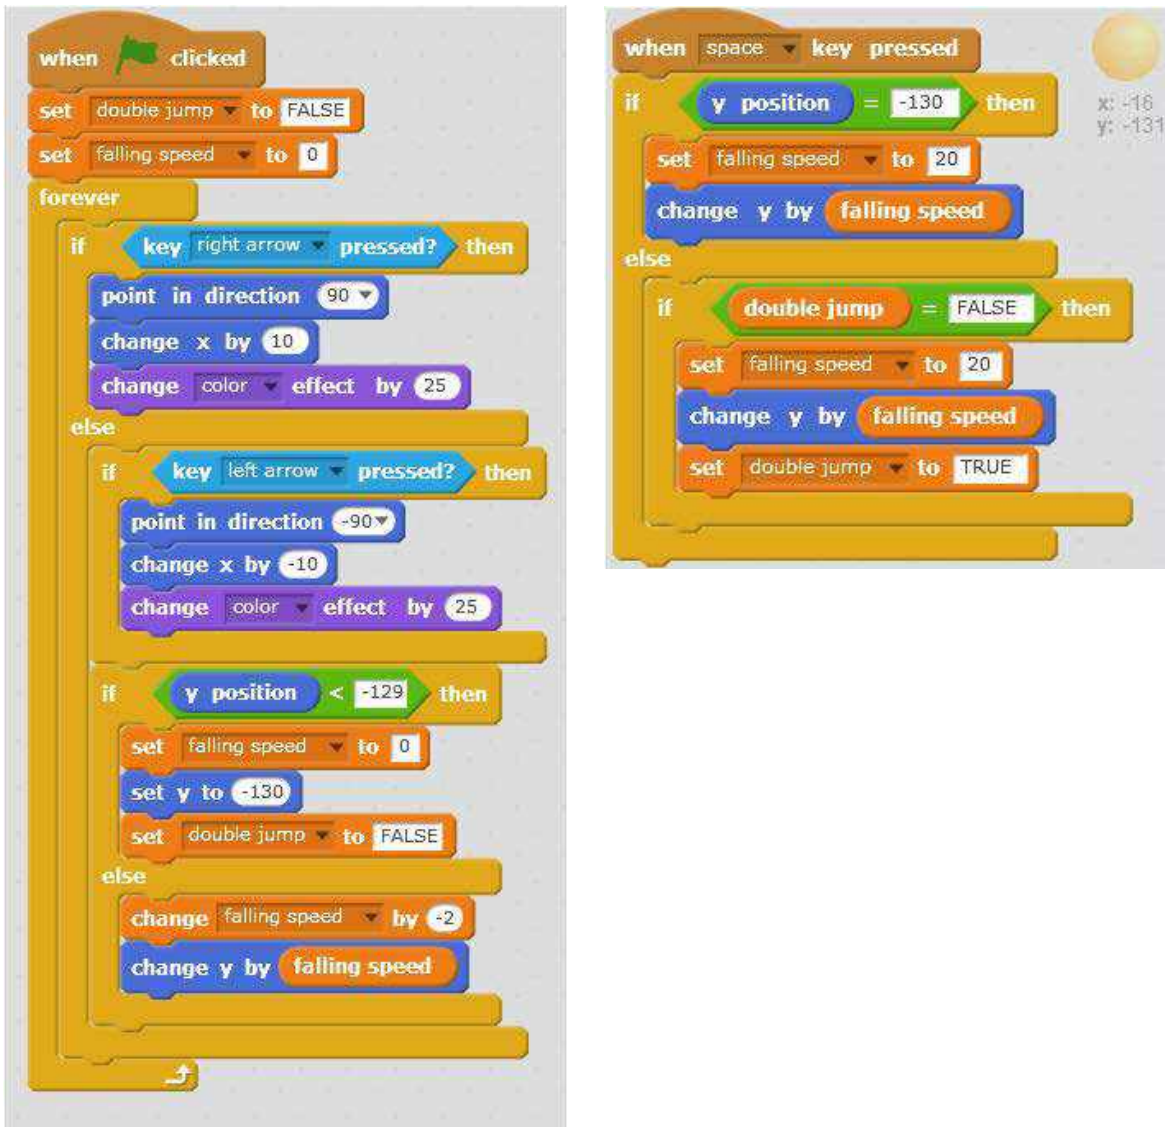 when clicked
set double jump to FALSE
set falling speed to 0
forever
if key right arrow pressed? then
point in direction 90
change x by 10
change color effect by 25
else
if key left arrow pressed? then
point in direction -90
change x by -10
change color effect by 25
if y position < -129 then
set falling speed to 0
set y to -130
set double jump to FALSE
else
change falling speed by -2
change y by falling speed
when space key pressed
if y position = -130 then
set falling speed to 20
change y by falling speed
else
if double jump = FALSE then
set falling speed to 20
change y by falling speed
set double jump to TRUE
x: -16
y: -131